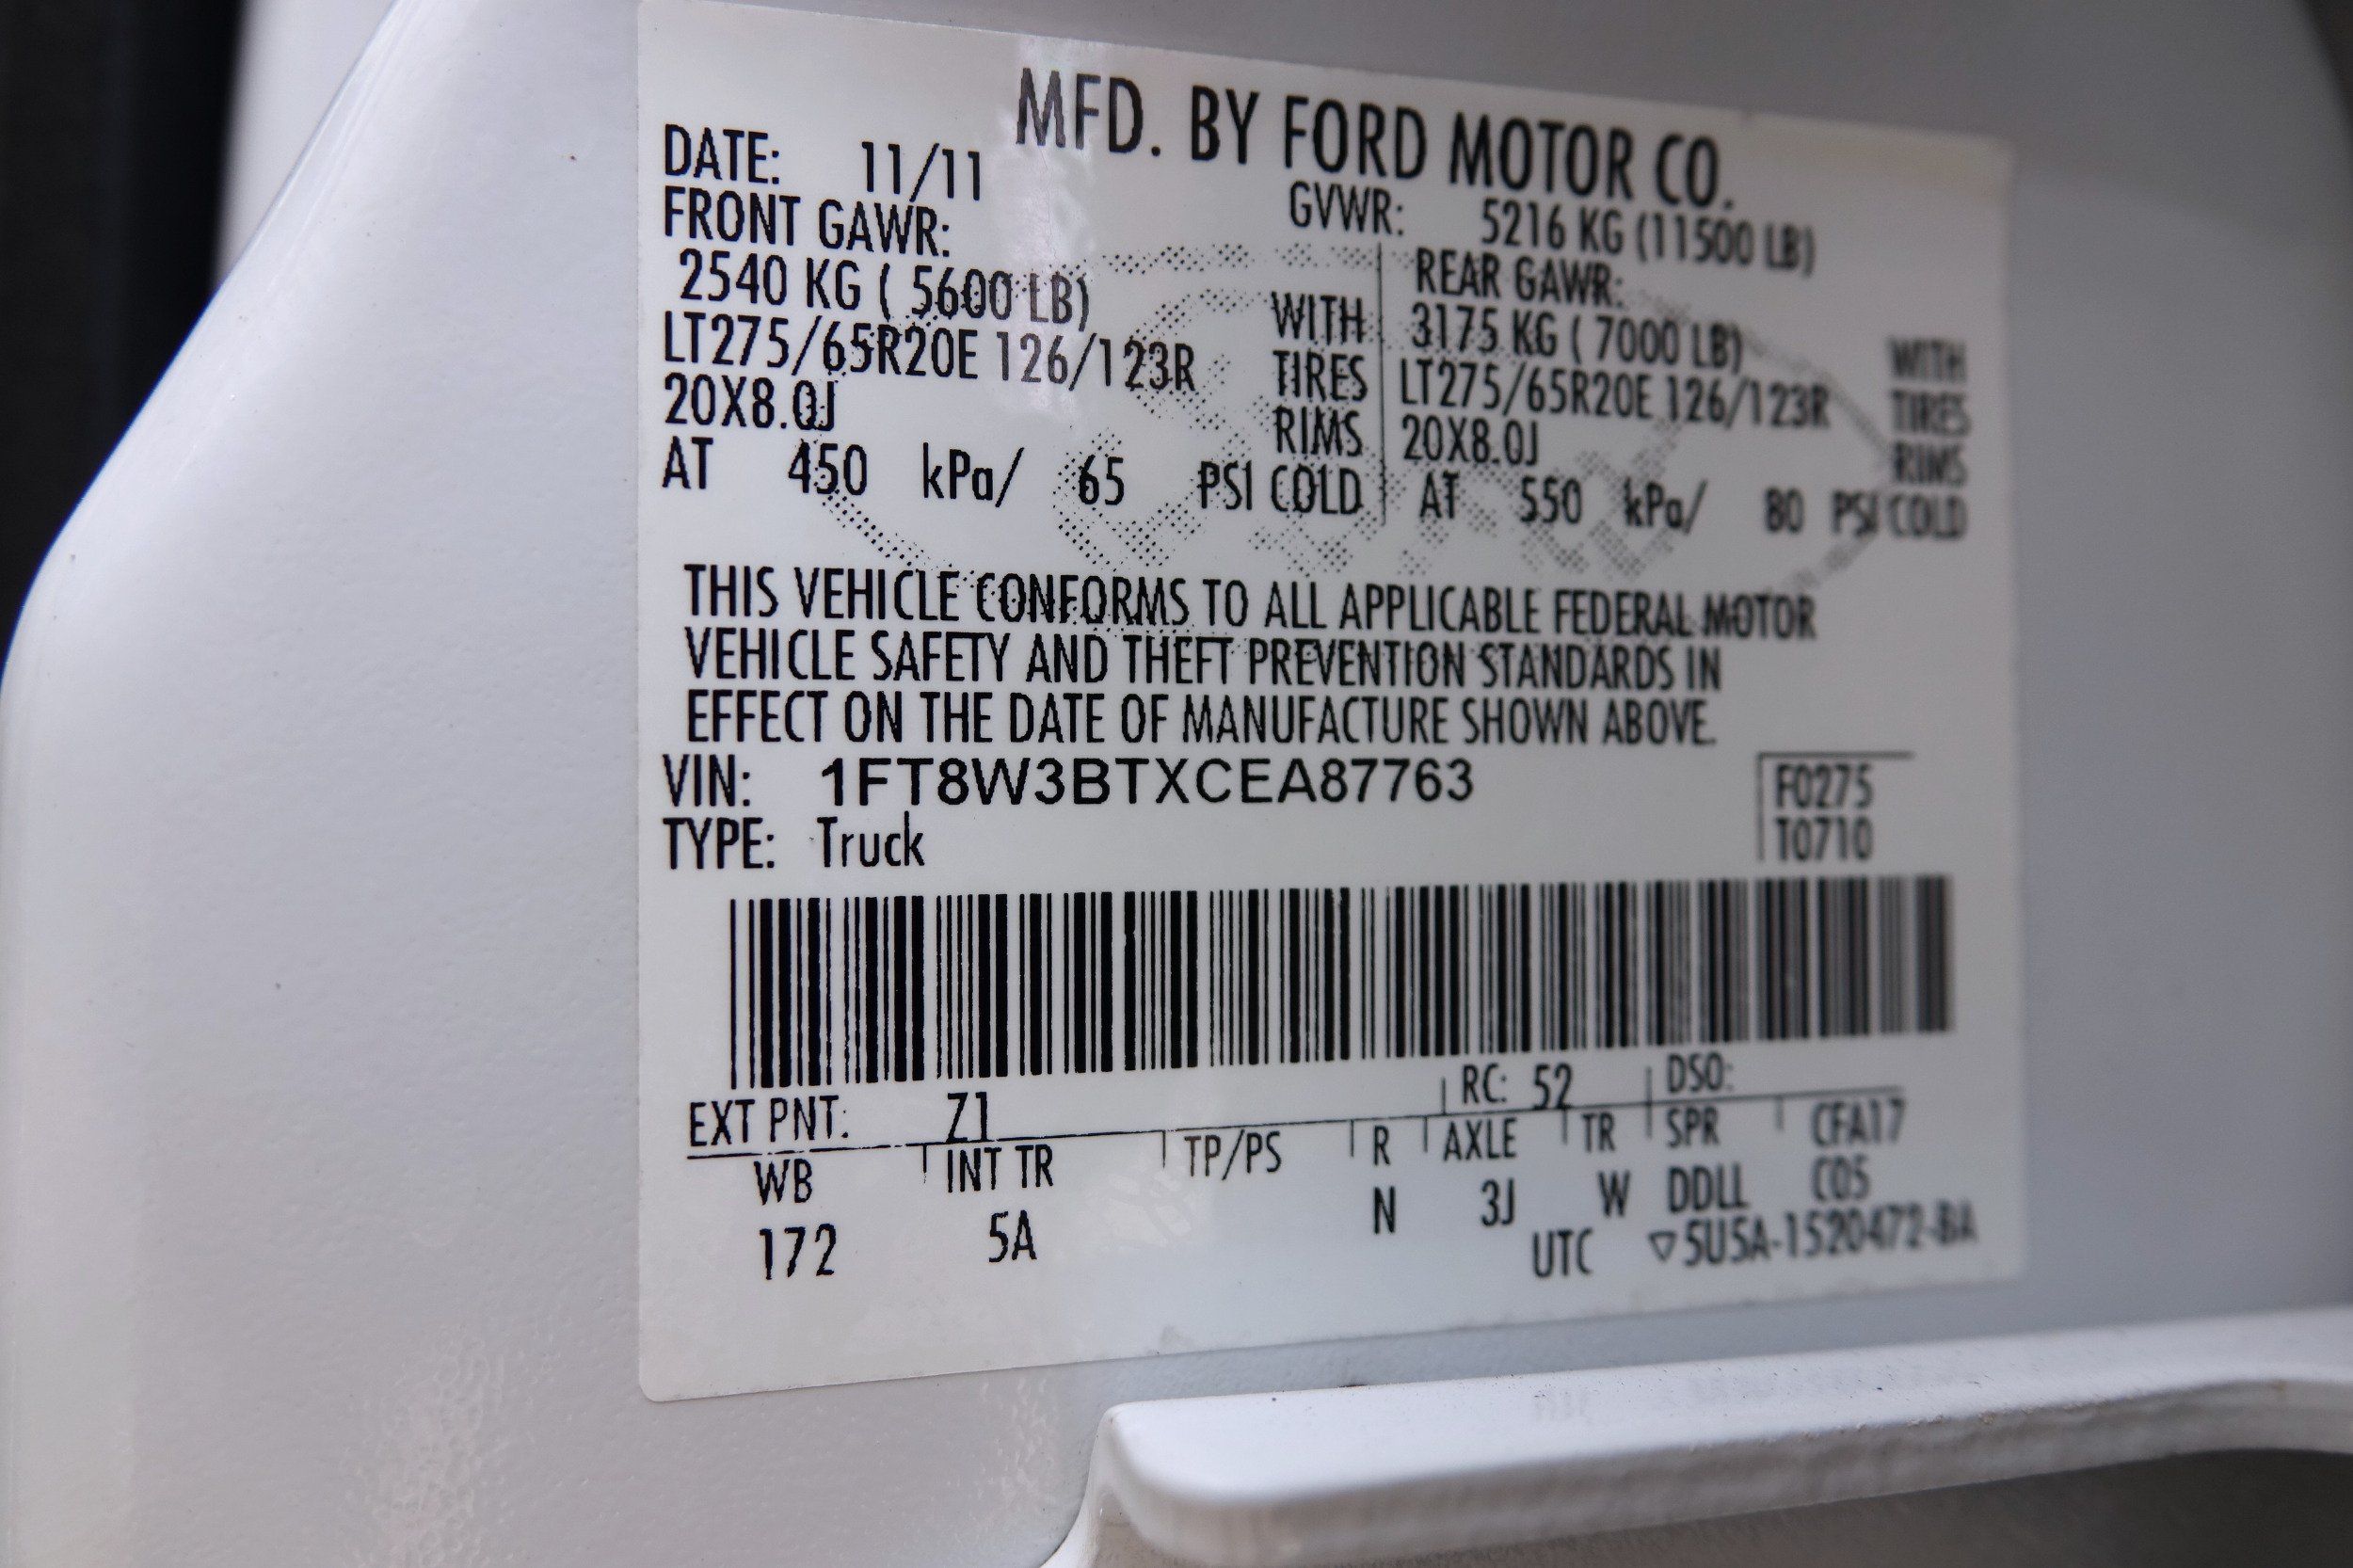 MFD. BY FORD MOTOR CO.
DATE: 11/11
GVWR: 5216 KG (11500 LB)
FRONT GAWR:
2540 KG ( 5600 LB)
WITH
LT275/65R20E 126/123R
TIRES
20X8.0J
RIMS
AT 450 kPa/ 65 PSI COLD
REAR GAWR:
3175 KG ( 7000 LB)
WITH
LT275/65R20E 126/123R
TIRES
20X8.0J
RIMS
AT 550 kPa/ 80 PSI COLD
THIS VEHICLE CONFORMS TO ALL APPLICABLE FEDERAL MOTOR
VEHICLE SAFETY AND THEFT PREVENTION STANDARDS IN
EFFECT ON THE DATE OF MANUFACTURE SHOWN ABOVE.
VIN: 1FT8W3BTXCEA87763
F0275
TYPE: Truck
T0710
EXT PNT: Z1
RC: 52
DSO:
WB INT TR TP/PS R AXLE TR SPR CFA17
172 5A N 3J W DDLL C05
UTC ▽5U5A-1520472-BA